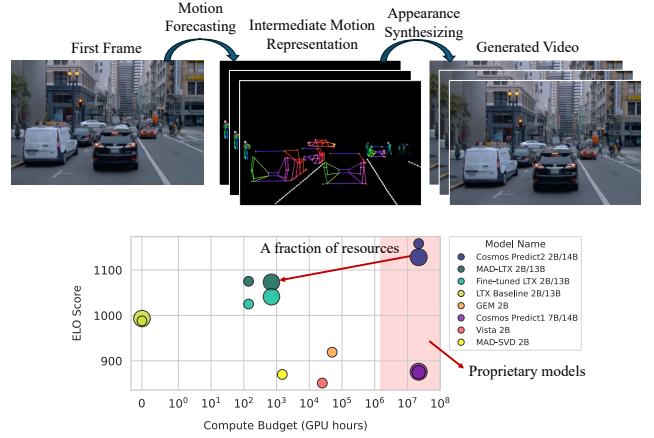 Motion
Forecasting
Appearance
Synthesizing
First Frame
Intermediate Motion
Representation
Generated Video
A fraction of resources
Proprietary models
Model Name
Cosmos Predict2 2B/14B
MAD-LTX 2B/13B
Fine-tuned LTX 2B/13B
LTX Baseline 2B/13B
GEM 2B
Cosmos Predict1 7B/14B
Vista 2B
MAD-SVD 2B
ELO Score
1100
1000
900
0 10⁰ 10¹ 10² 10³ 10⁴ 10⁵ 10⁶ 10⁷ 10⁸
Compute Budget (GPU hours)